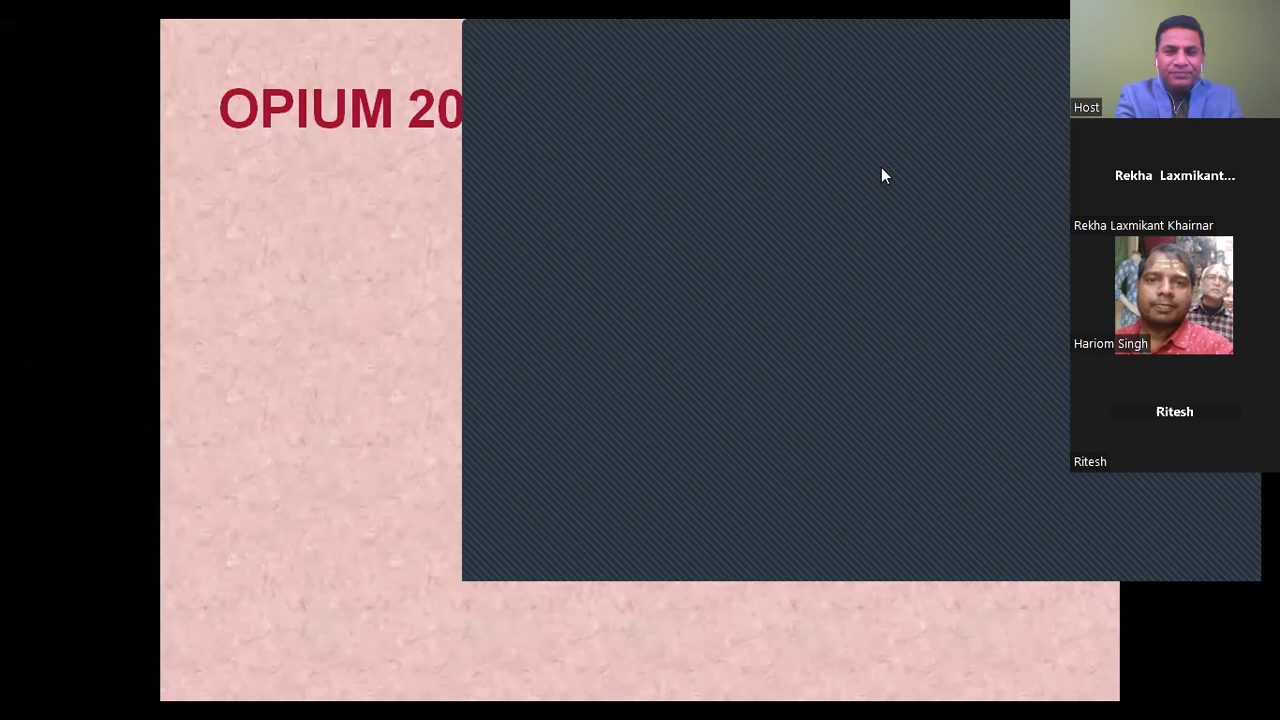 OPIUM 20
Host
Rekha Laxmikant...
Rekha Laxmikant Khairnar
Hariom Singh
Ritesh
Ritesh